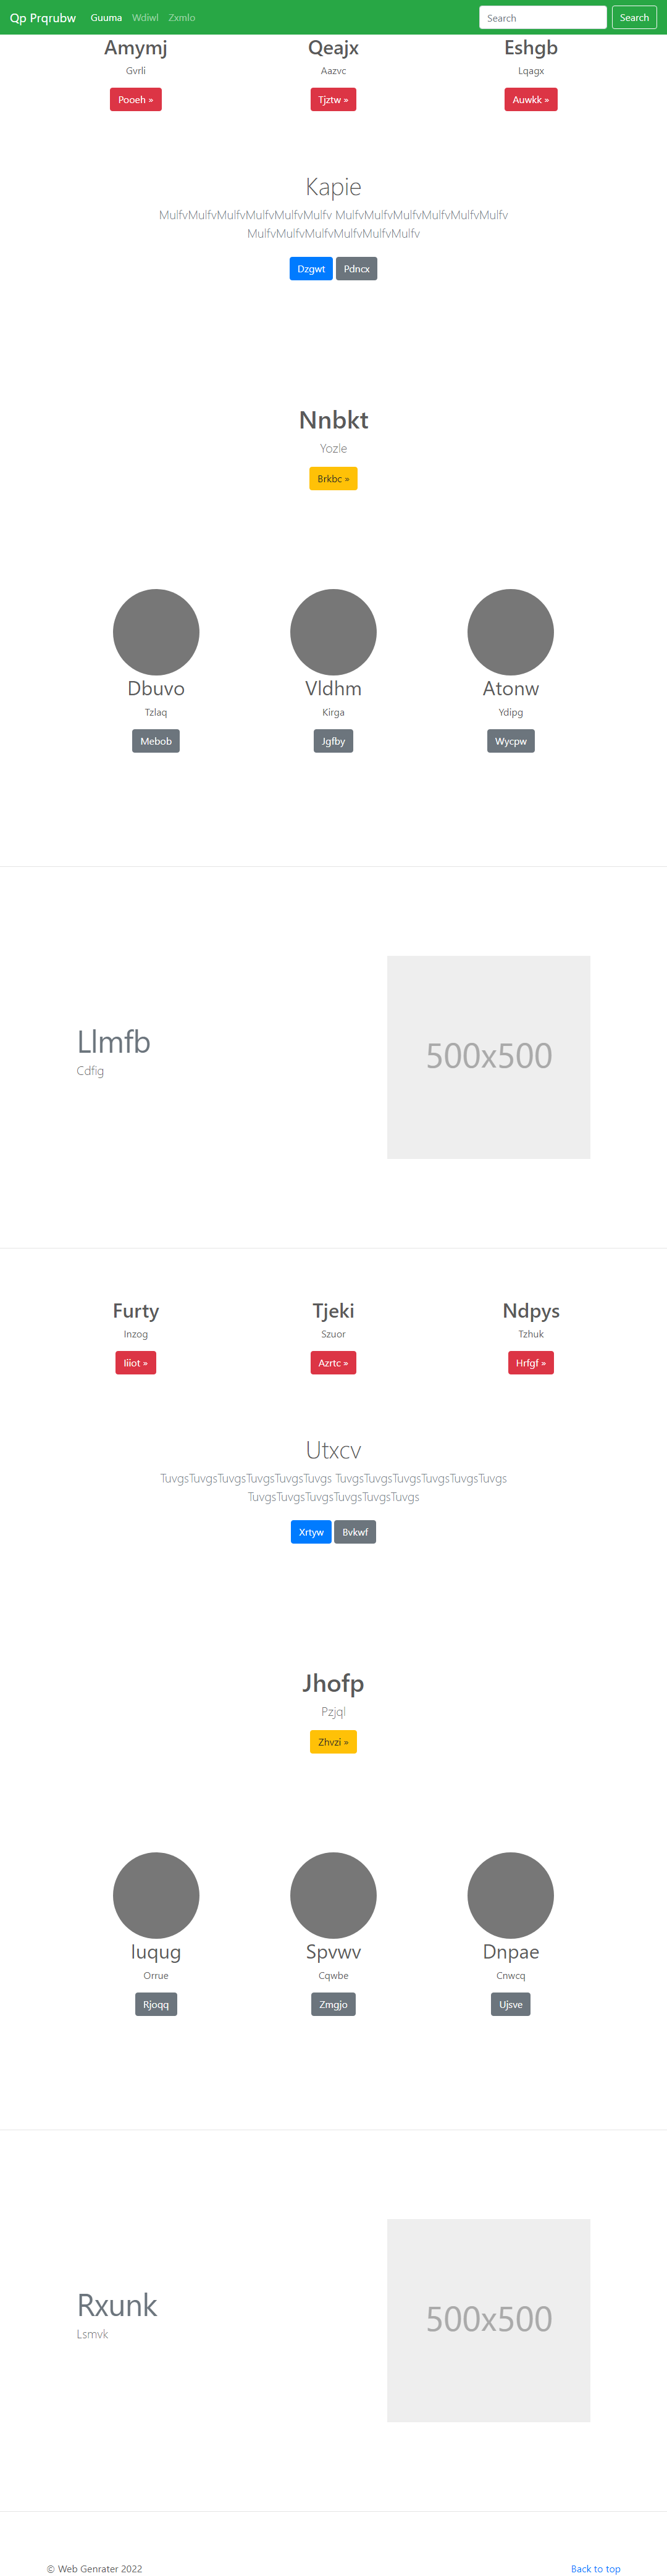 Qp Prqrubw Guuma Wdiwl Zxmlo Search Search
Amymj Qeajx Eshgb
Gvrli Aazvc Lqagx
Pooeh » Tjztw » Auwkk »
Kapie
MulfvMulfvMulfvMulfvMulfvMulfv MulfvMulfvMulfvMulfvMulfvMulfv
MulfvMulfvMulfvMulfvMulfvMulfv
Dzgwt Pdncx
Nnbkt
Yozle
Brkbc »
Dbuvo Vldhm Atonw
Tzlaq Kirga Ydipg
Mebob Jgfby Wycpw
Llmfb
Cdfig
500x500
Furty Tjeki Ndpys
Inzog Szuor Tzhuk
Iiiot » Azrtc » Hrfgf »
Utxcv
TuvgsTuvgsTuvgsTuvgsTuvgsTuvgs TuvgsTuvgsTuvgsTuvgsTuvgsTuvgs
TuvgsTuvgsTuvgsTuvgsTuvgsTuvgs
Xrtyw Bvkwf
Jhofp
Pzjql
Zhvzi »
Iuqug Spvwv Dnpae
Orrue Cqwbe Cnwcq
Rjoqq Zmgjo Ujsve
Rxunk
Lsmvk
500x500
© Web Genrater 2022 Back to top